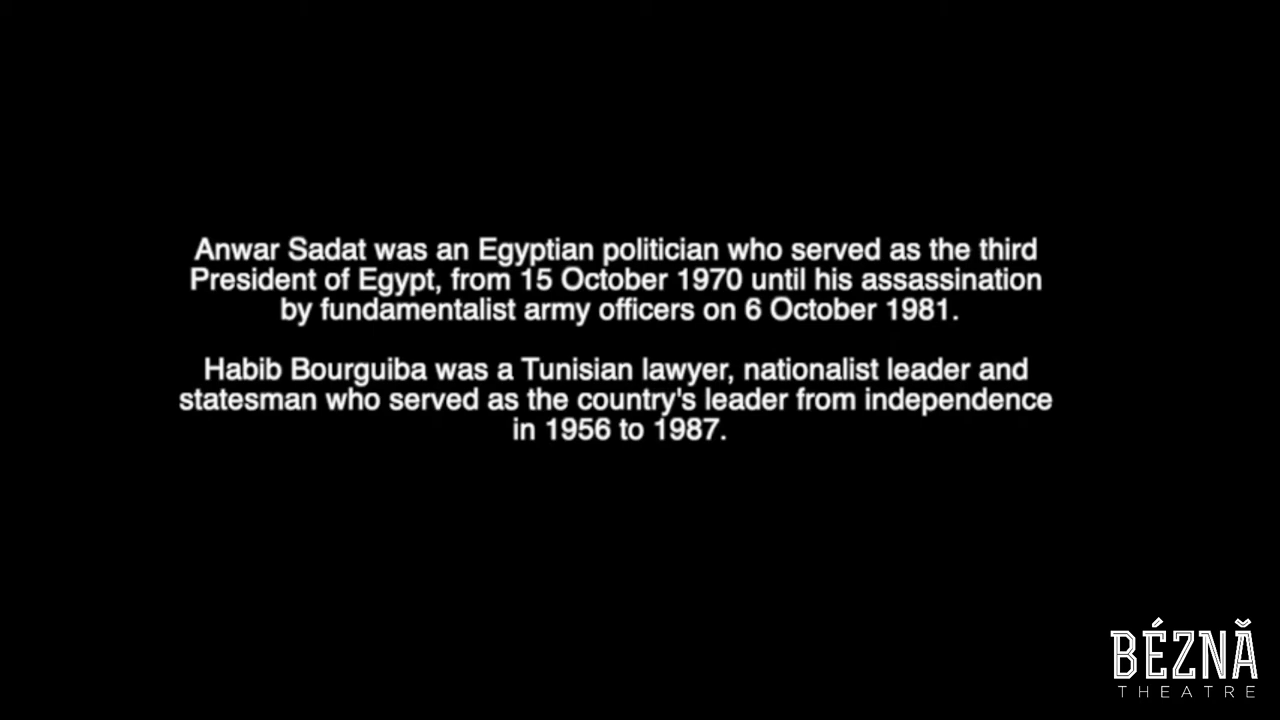 Anwar Sadat was an Egyptian politician who served as the third
President of Egypt, from 15 October 1970 until his assassination
by fundamentalist army officers on 6 October 1981.
Habib Bourguiba was a Tunisian lawyer, nationalist leader and
statesman who served as the country's leader from independence
in 1956 to 1987.
BÉZNĂ
THEATRE